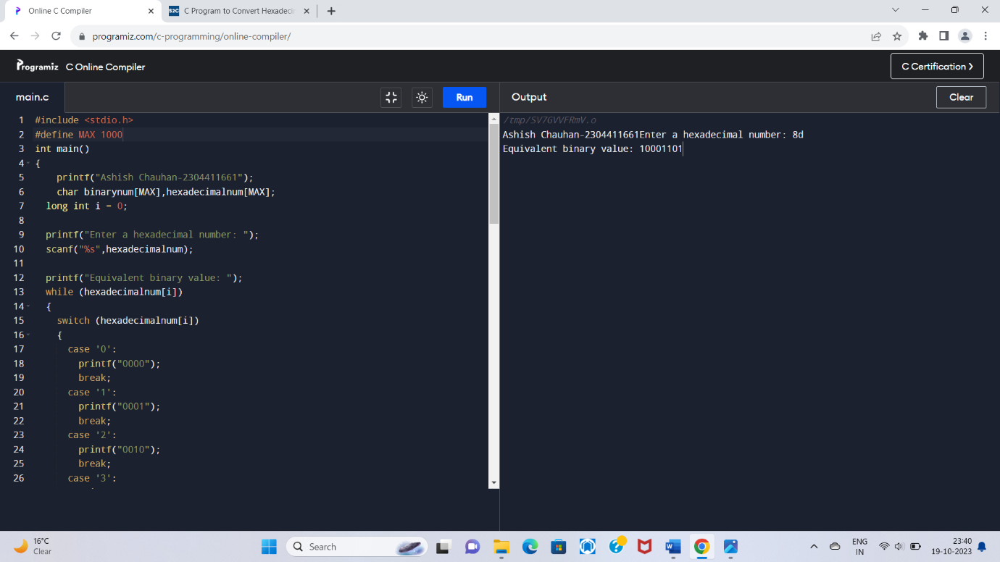 Online C Compiler
S2C C Program to Convert Hexadecir
programiz.com/c-programming/online-compiler/
Programiz C Online Compiler
C Certification >
main.c
Run
Output
Clear
1 #include <stdio.h>
2 #define MAX 1000
3 int main()
4 {
5 printf("Ashish Chauhan-2304411661");
6 char binarynum[MAX],hexadecimalnum[MAX];
7 long int i = 0;
8
9 printf("Enter a hexadecimal number: ");
10 scanf("%s",hexadecimalnum);
11
12 printf("Equivalent binary value: ");
13 while (hexadecimalnum[i])
14 {
15 switch (hexadecimalnum[i])
16 {
17 case '0':
18 printf("0000");
19 break;
20 case '1':
21 printf("0001");
22 break;
23 case '2':
24 printf("0010");
25 break;
26 case '3':
/tmp/SV7GVVFRmV.o
Ashish Chauhan-2304411661Enter a hexadecimal number: 8d
Equivalent binary value: 10001101
16°C
Clear
Search
ENG
IN
23:40
19-10-2023